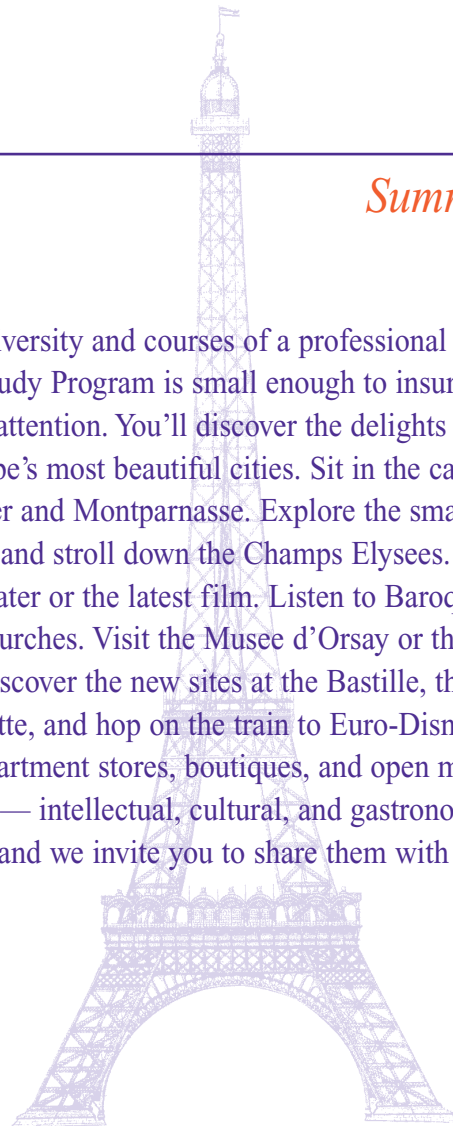 Summ
iversity and courses of a professional
udy Program is small enough to insur
attention. You’ll discover the delights
pe’s most beautiful cities. Sit in the ca
er and Montparnasse. Explore the sma
and stroll down the Champs Elysees.
ater or the latest film. Listen to Baroq
urches. Visit the Musee d’Orsay or th
iscover the new sites at the Bastille, th
tte, and hop on the train to Euro-Disn
artment stores, boutiques, and open m
— intellectual, cultural, and gastrono
and we invite you to share them with